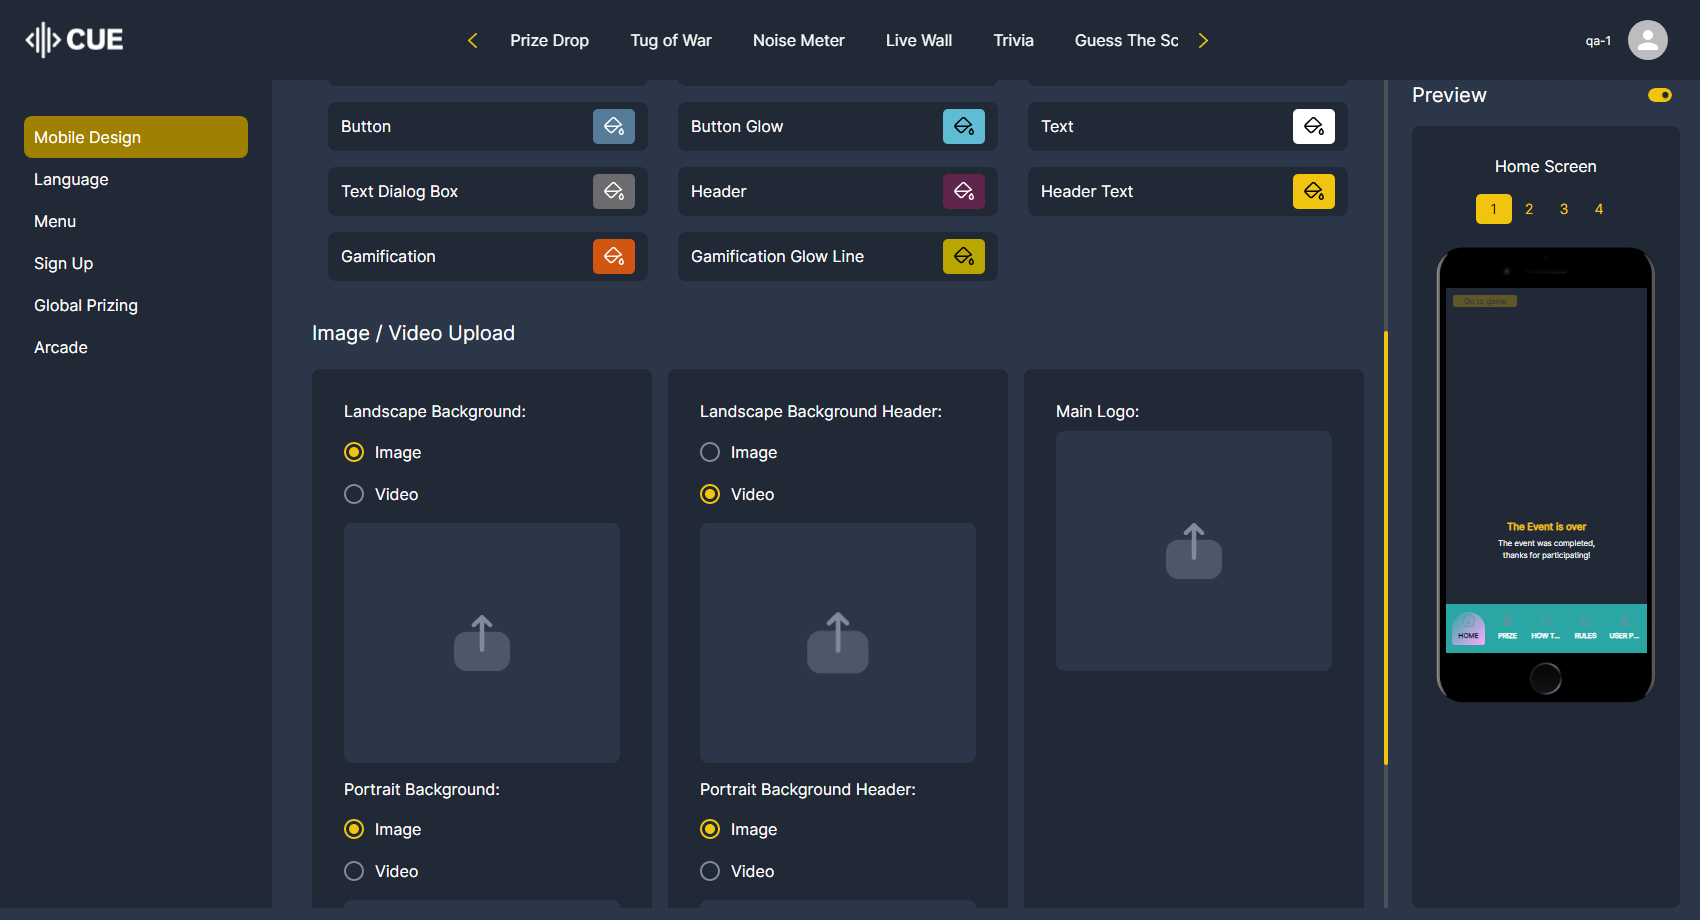 CUE
Prize Drop
Tug of War
Noise Meter
Live Wall
Trivia
Guess The Sc
qa-1
Mobile Design
Language
Menu
Sign Up
Global Prizing
Arcade
Button
Button Glow
Text
Text Dialog Box
Header
Header Text
Gamification
Gamification Glow Line
Image / Video Upload
Landscape Background:
Image
Video
Landscape Background Header:
Image
Video
Main Logo:
Portrait Background:
Image
Video
Portrait Background Header:
Image
Video
Preview
Home Screen
1 2 3 4
Go to game
The Event is over
The event was completed,
thanks for participating!
HOME
PRIZE
HOW T...
RULES
USER P...